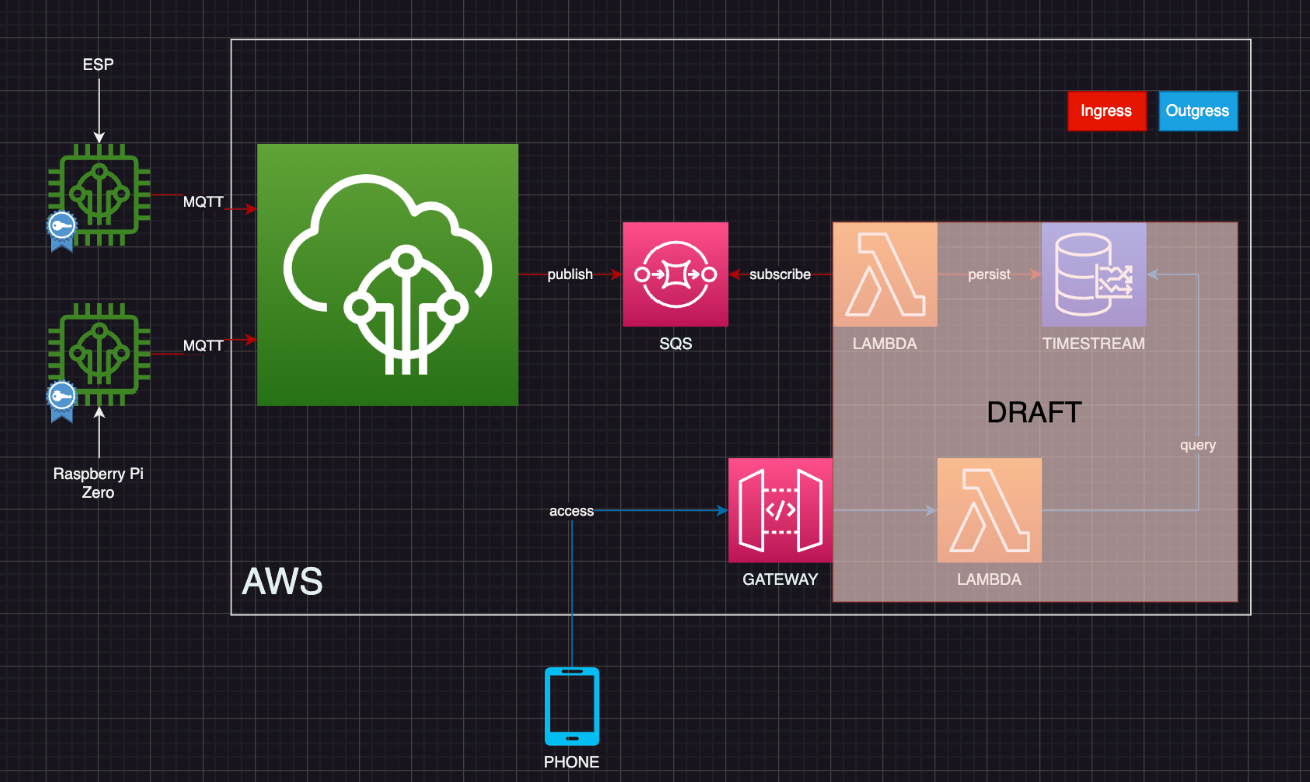 ESP
Ingress
Outgress
MQTT
publish
subscribe
persist
SQS
LAMBDA
TIMESTREAM
MQTT
DRAFT
query
Raspberry Pi
Zero
access
</>
GATEWAY
LAMBDA
AWS
PHONE